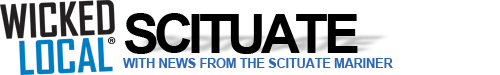 WICKED
LOCAL® SCITUATE
WITH NEWS FROM THE SCITUATE MARINER